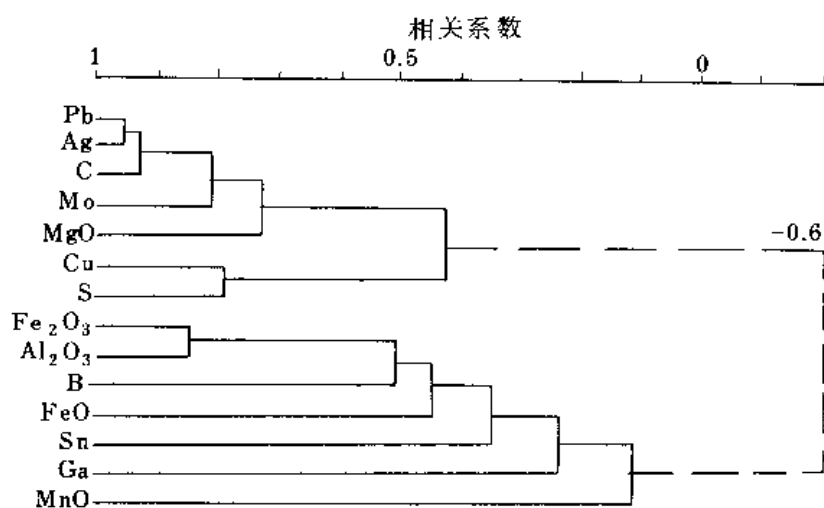 相关系数
1 0.5 0
Pb
Ag
C
Mo
MgO
-0.6
Cu
S
Fe₂O₃
Al₂O₃
B
FeO
Sn
Ga
MnO